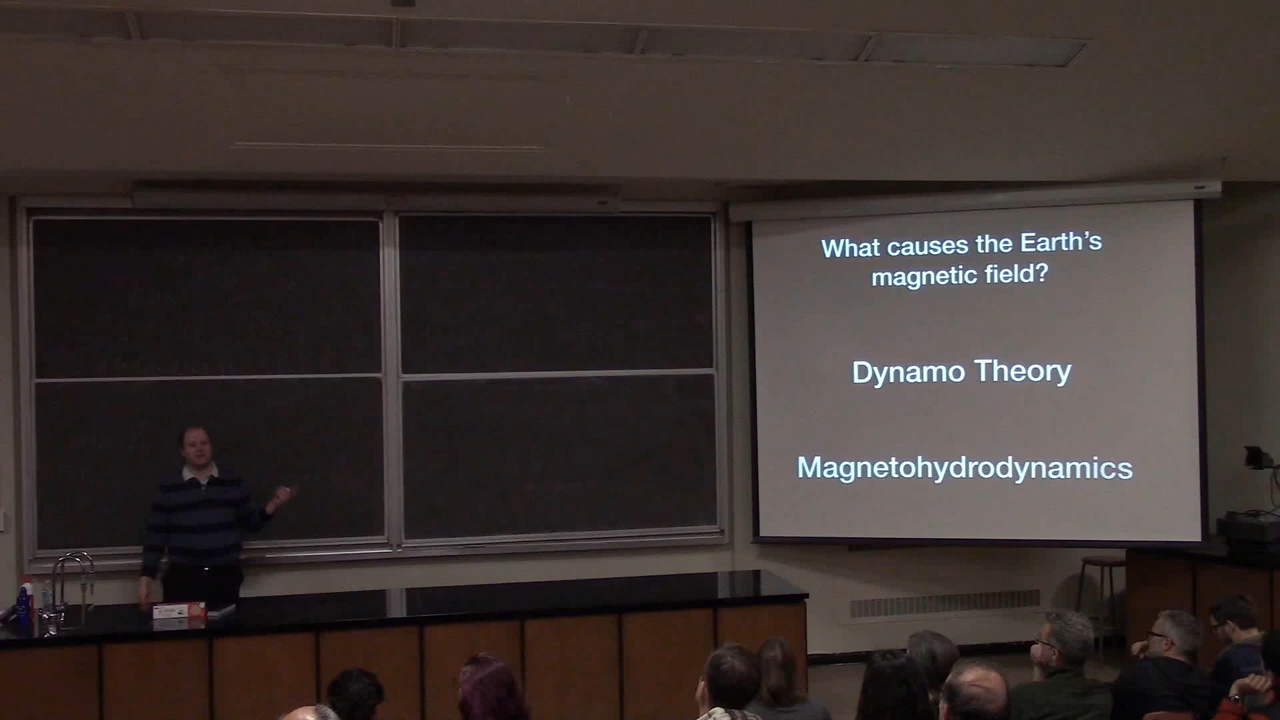 What causes the Earth's
magnetic field?
Dynamo Theory
Magnetohydrodynamics